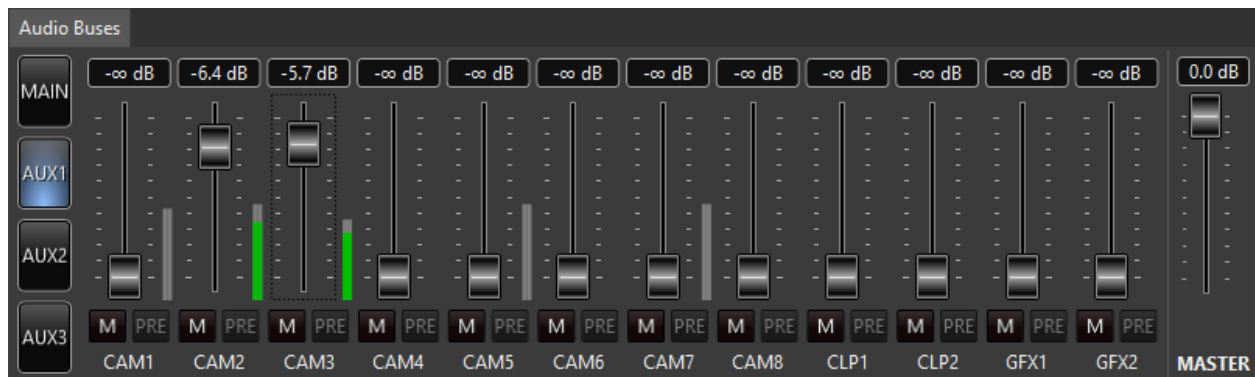 Audio Buses
MAIN
AUX1
AUX2
AUX3
-∞ dB -6.4 dB -5.7 dB -∞ dB -∞ dB -∞ dB -∞ dB -∞ dB -∞ dB -∞ dB -∞ dB -∞ dB 0.0 dB
M PRE M PRE M PRE M PRE M PRE M PRE M PRE M PRE M PRE M PRE M PRE M PRE
CAM1 CAM2 CAM3 CAM4 CAM5 CAM6 CAM7 CAM8 CLP1 CLP2 GFX1 GFX2 MASTER